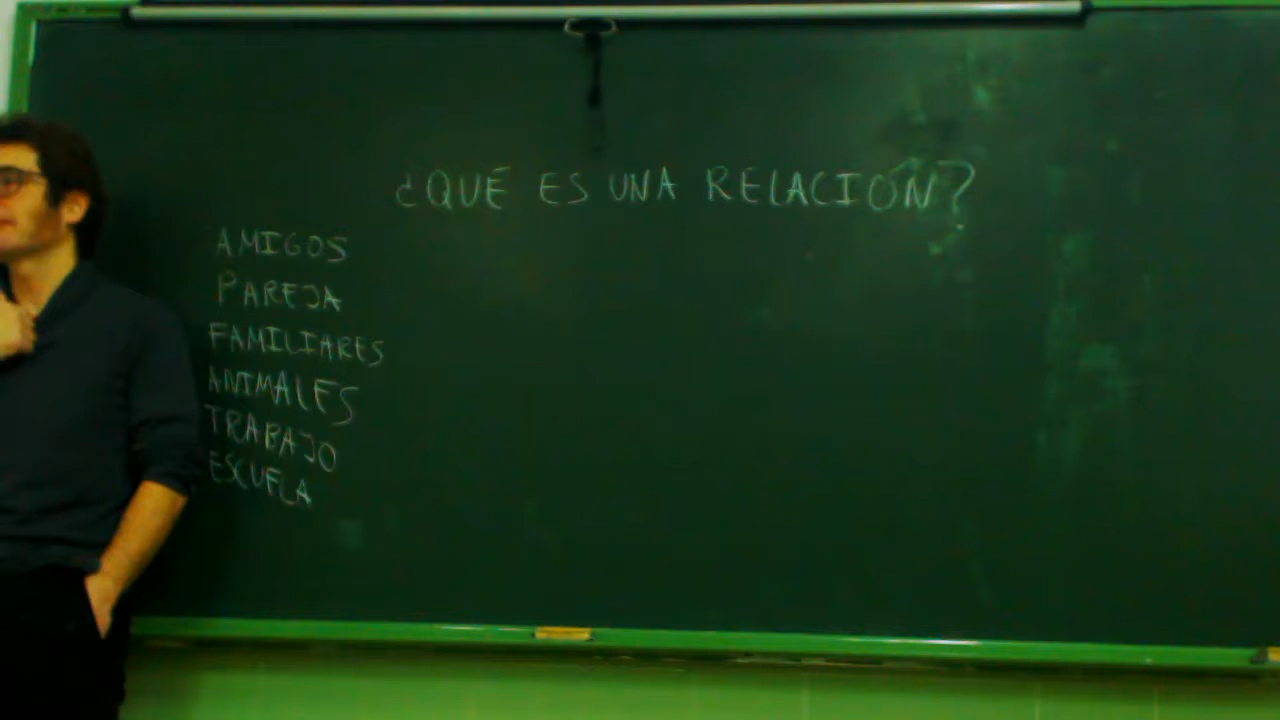 ¿QUÉ ES UNA RELACIÓN?
AMIGOS
PAREJA
FAMILIARES
ANIMALES
TRABAJO
ESCUELA